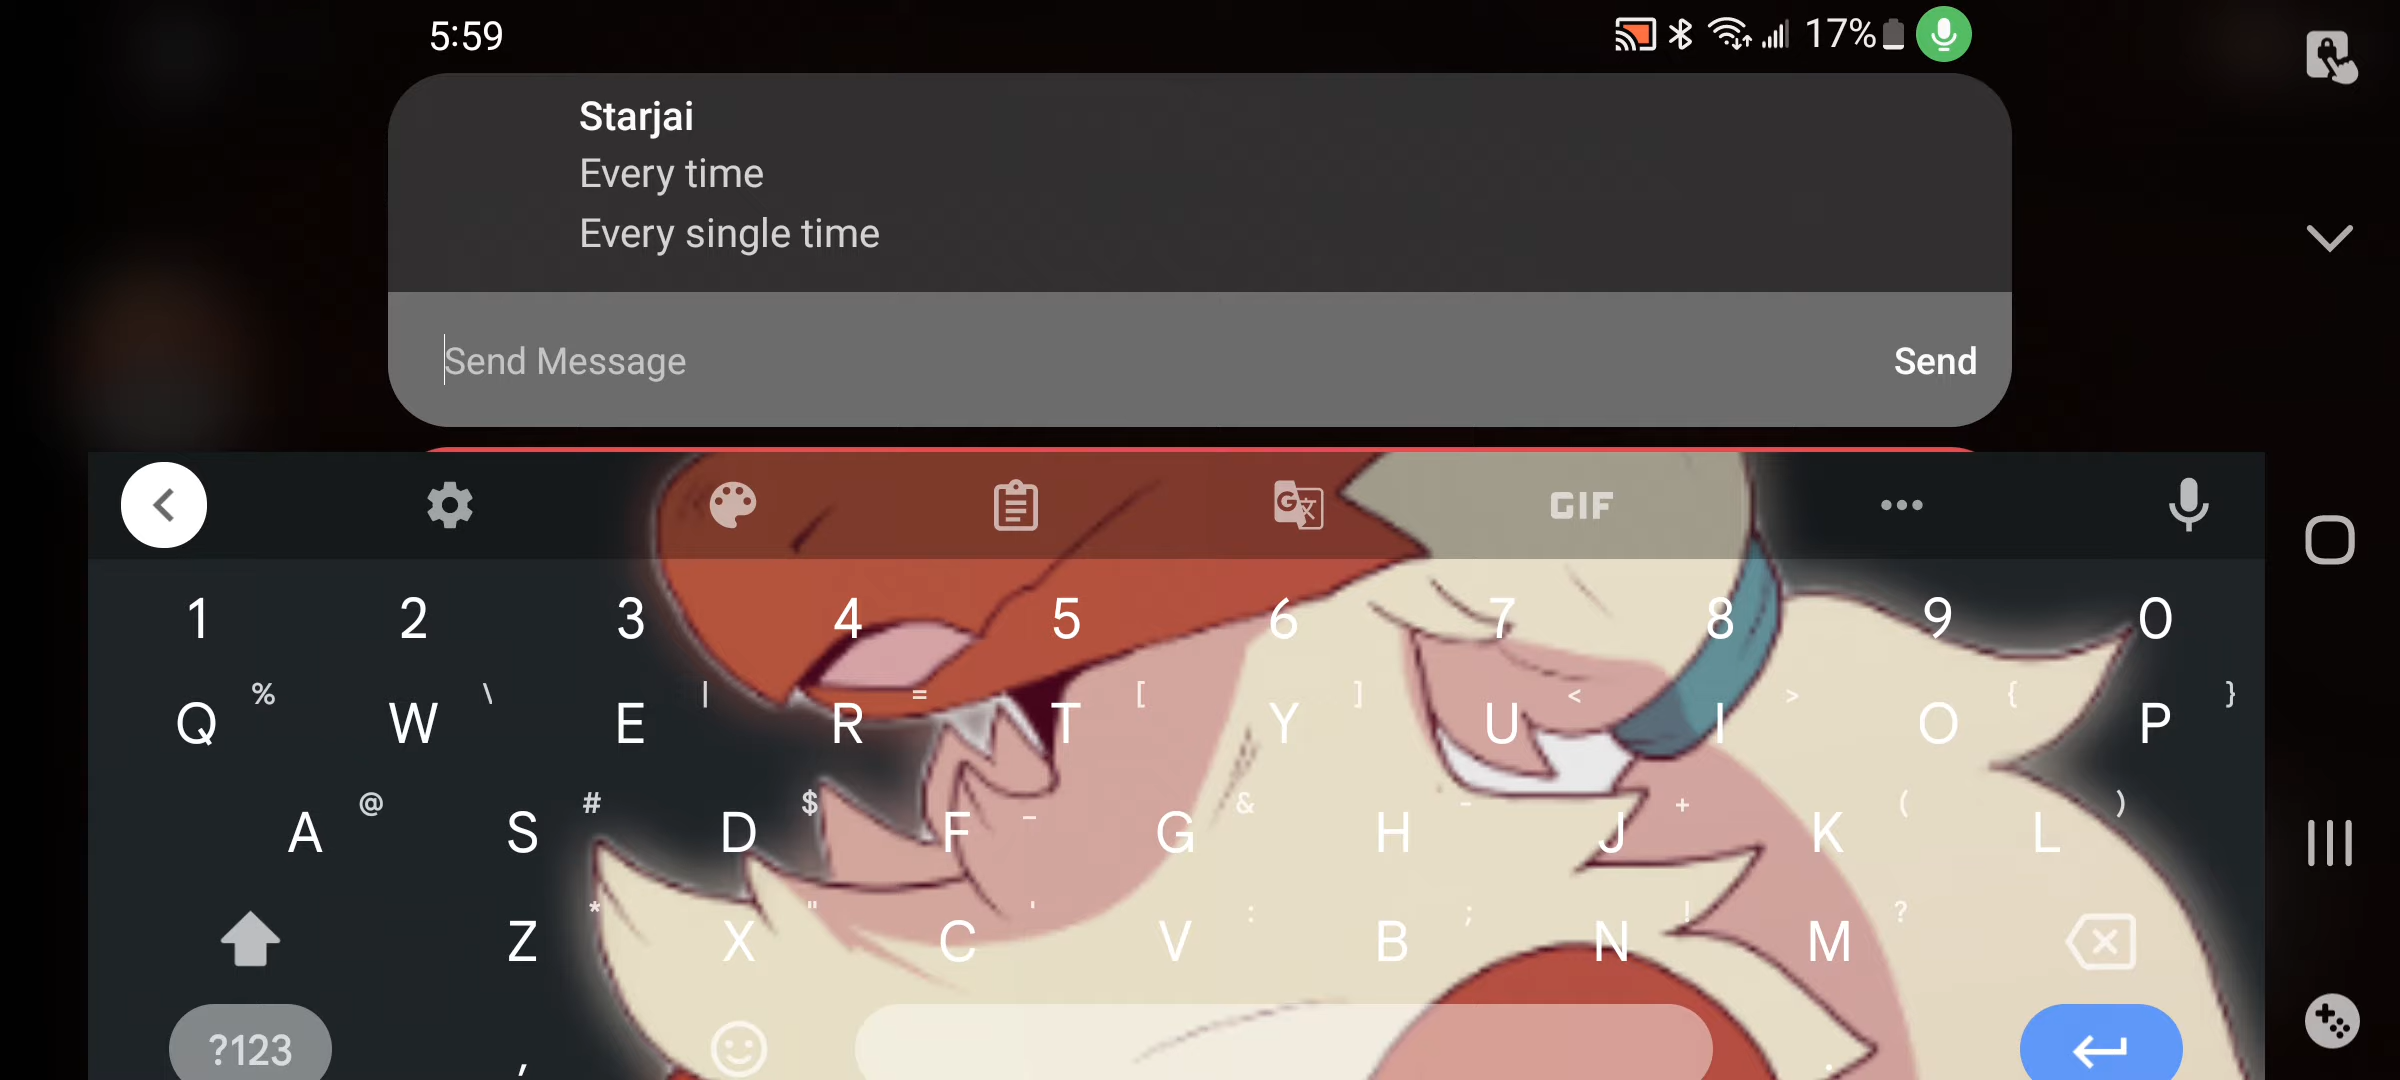 5:59
17%
Starjai
Every time
Every single time
Send Message
Send
GIF
1 2 3 4 5 6 7 8 9 0
Q % W \ E | R = T [ Y ] U < I > O { P }
A @ S # D $ F _ G & H - J + K ( L )
Z * X " C ' V : B ; N ! M ?
?123 , .